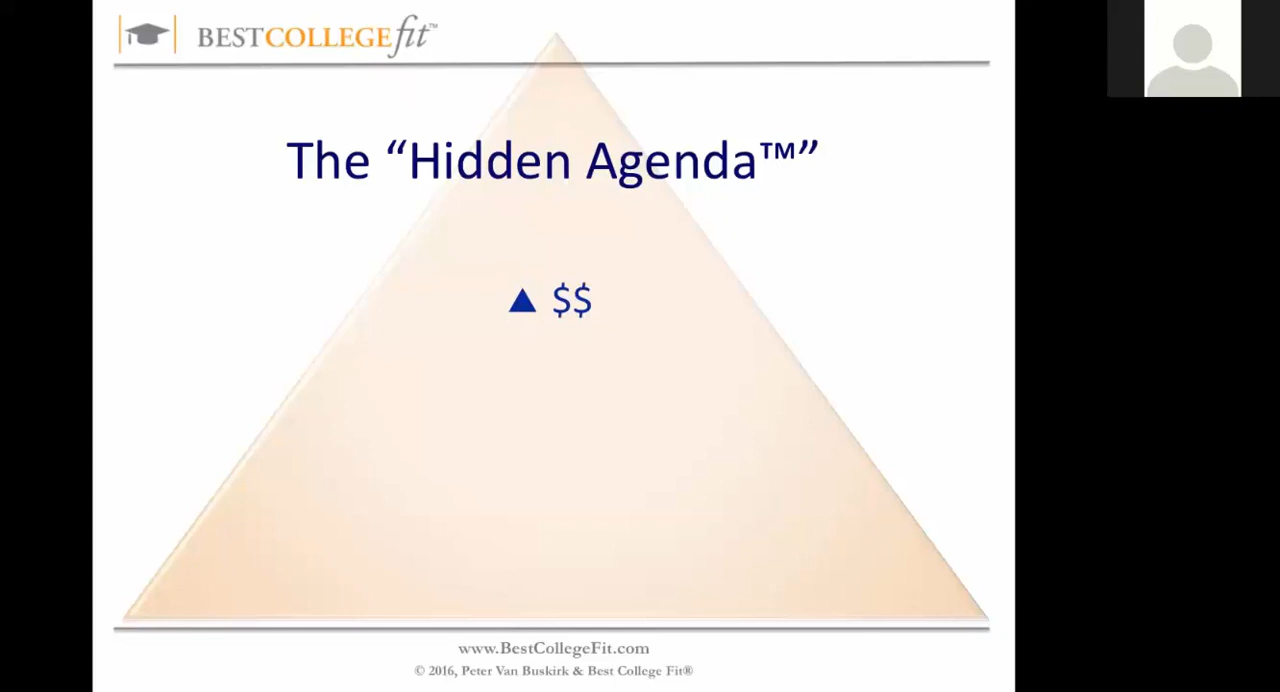 BESTCOLLEGEfit™
The “Hidden Agenda™”
▲ $$
www.BestCollegeFit.com
© 2016, Peter Van Buskirk & Best College Fit®